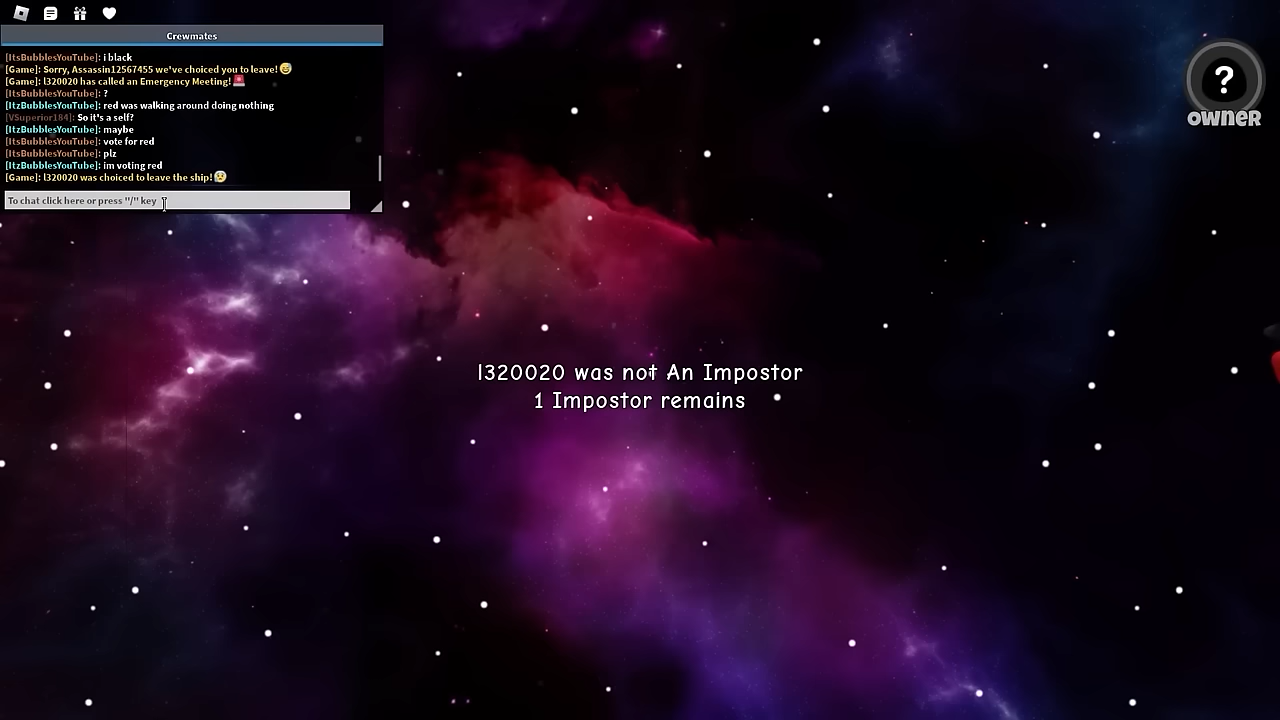 Crewmates
[ItsBubblesYouTube]: i black
[Game]: Sorry, Assassin12567455 we've choiced you to leave! 😅
[Game]: l320020 has called an Emergency Meeting! 🚨
[ItsBubblesYouTube]: ?
[ItzBubblesYouTube]: red was walking around doing nothing
[VSuperior184]: So it's a self?
[ItzBubblesYouTube]: maybe
[ItsBubblesYouTube]: vote for red
[ItsBubblesYouTube]: plz
[ItzBubblesYouTube]: im voting red
[Game]: l320020 was choiced to leave the ship! 😰
To chat click here or press "/" key
?
OWNER
l320020 was not An Impostor
1 Impostor remains